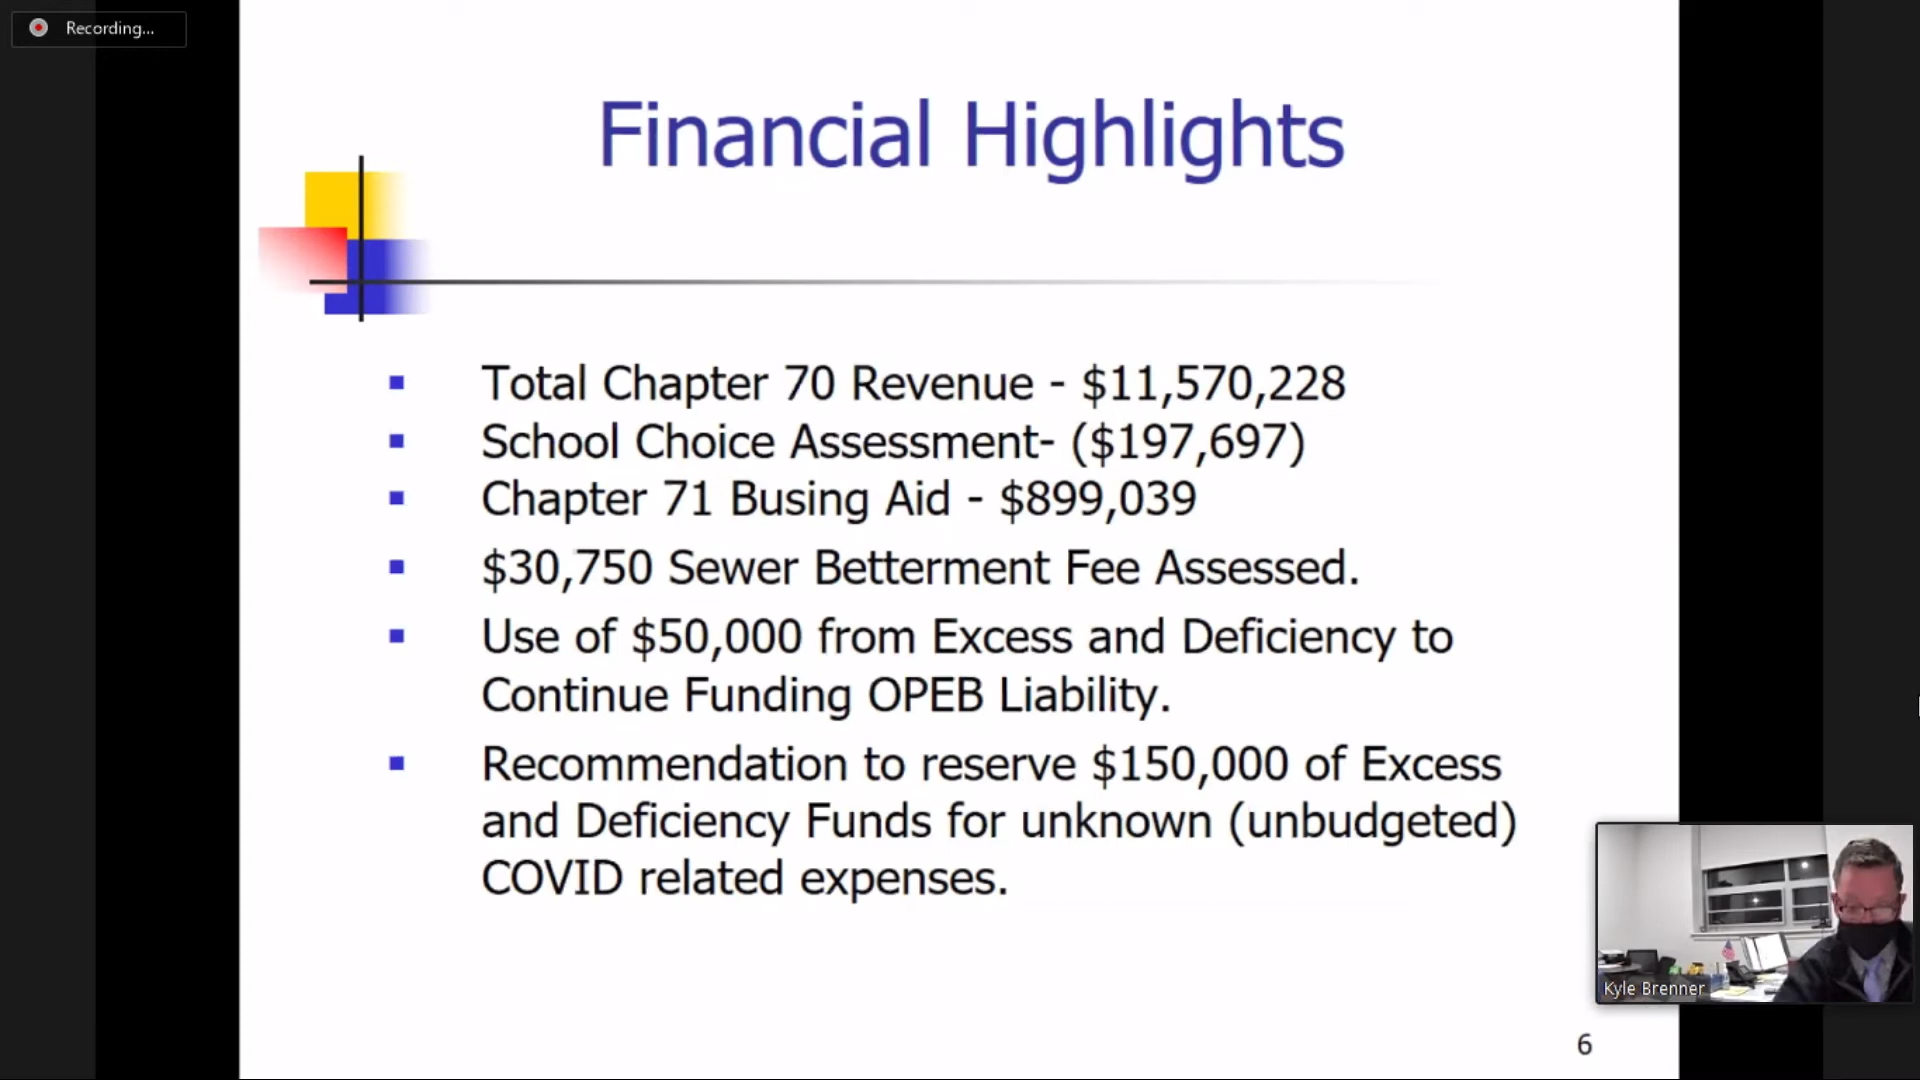 Recording...
Financial Highlights
Total Chapter 70 Revenue - $11,570,228
School Choice Assessment- ($197,697)
Chapter 71 Busing Aid - $899,039
$30,750 Sewer Betterment Fee Assessed.
Use of $50,000 from Excess and Deficiency to
Continue Funding OPEB Liability.
Recommendation to reserve $150,000 of Excess
and Deficiency Funds for unknown (unbudgeted)
COVID related expenses.
Kyle Brenner
6